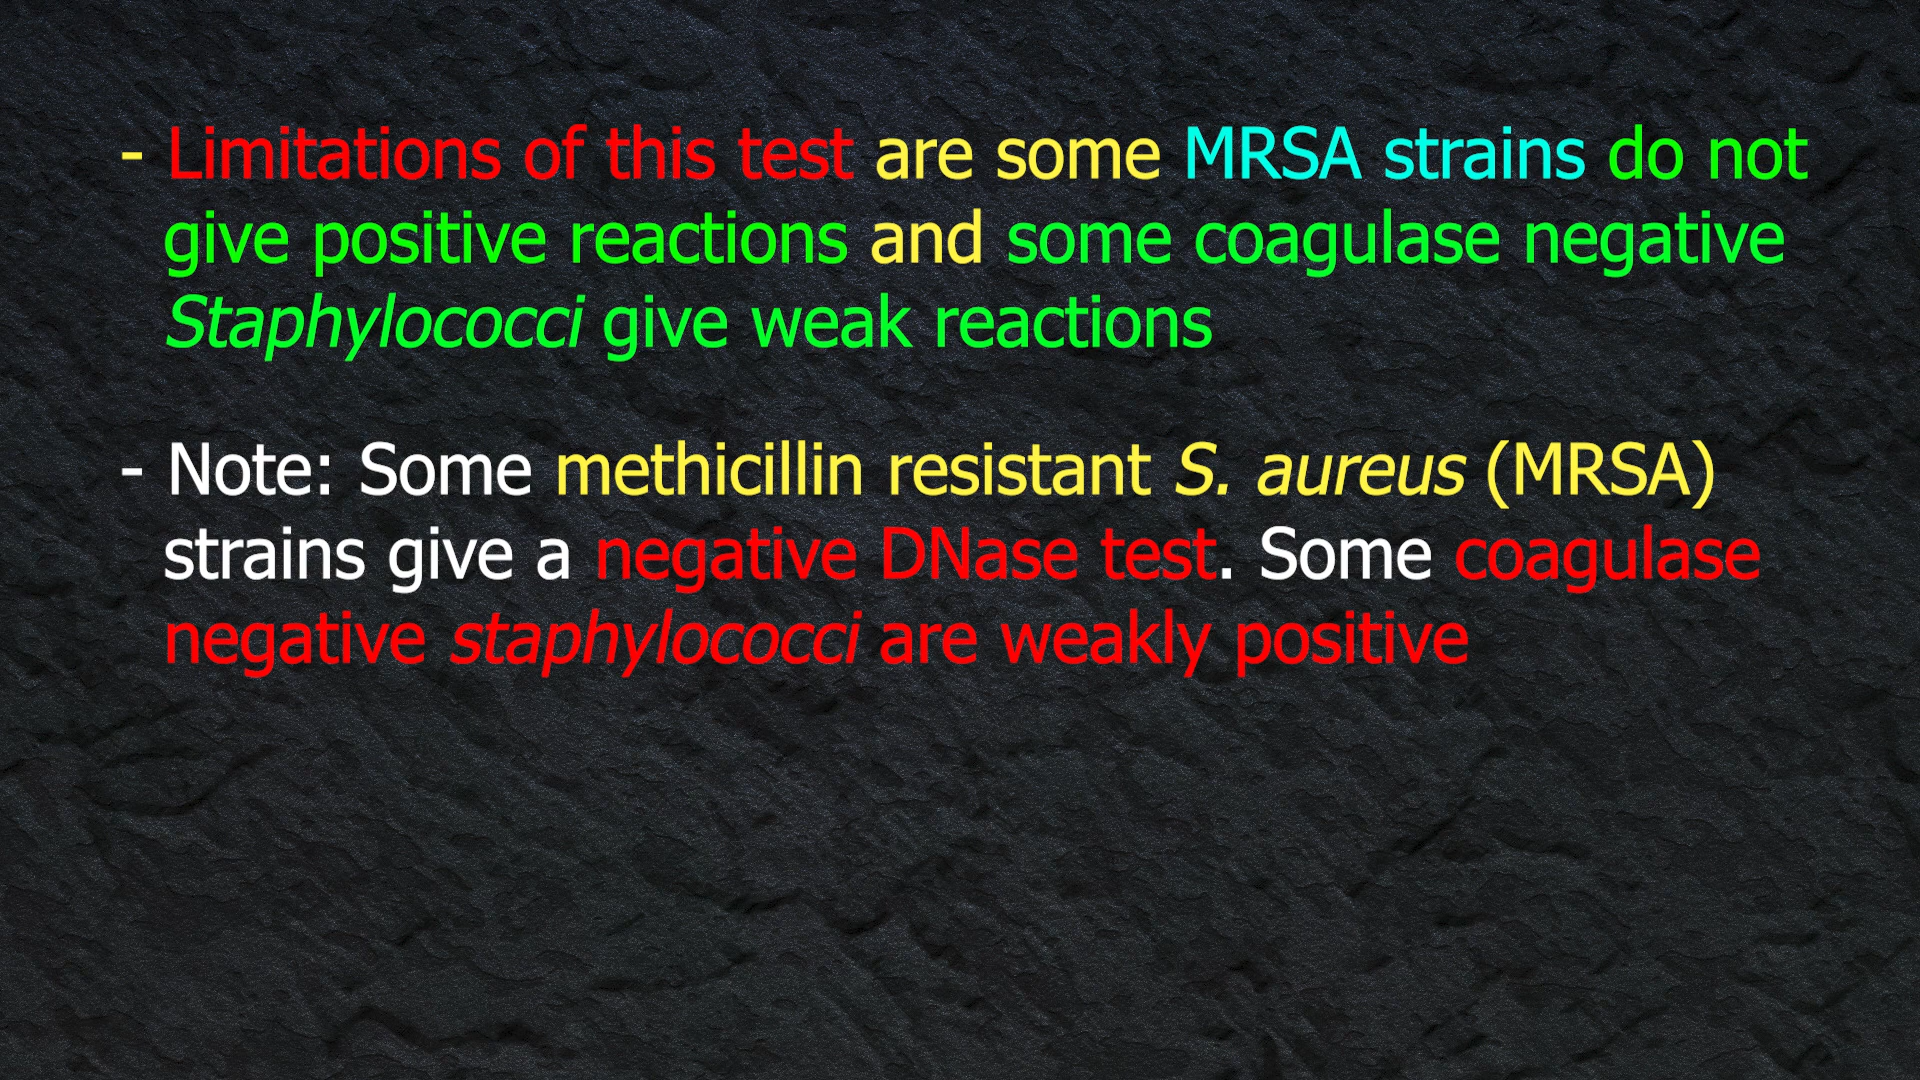 - Limitations of this test are some MRSA strains do not
give positive reactions and some coagulase negative
Staphylococci give weak reactions
- Note: Some methicillin resistant S. aureus (MRSA)
strains give a negative DNase test. Some coagulase
negative staphylococci are weakly positive